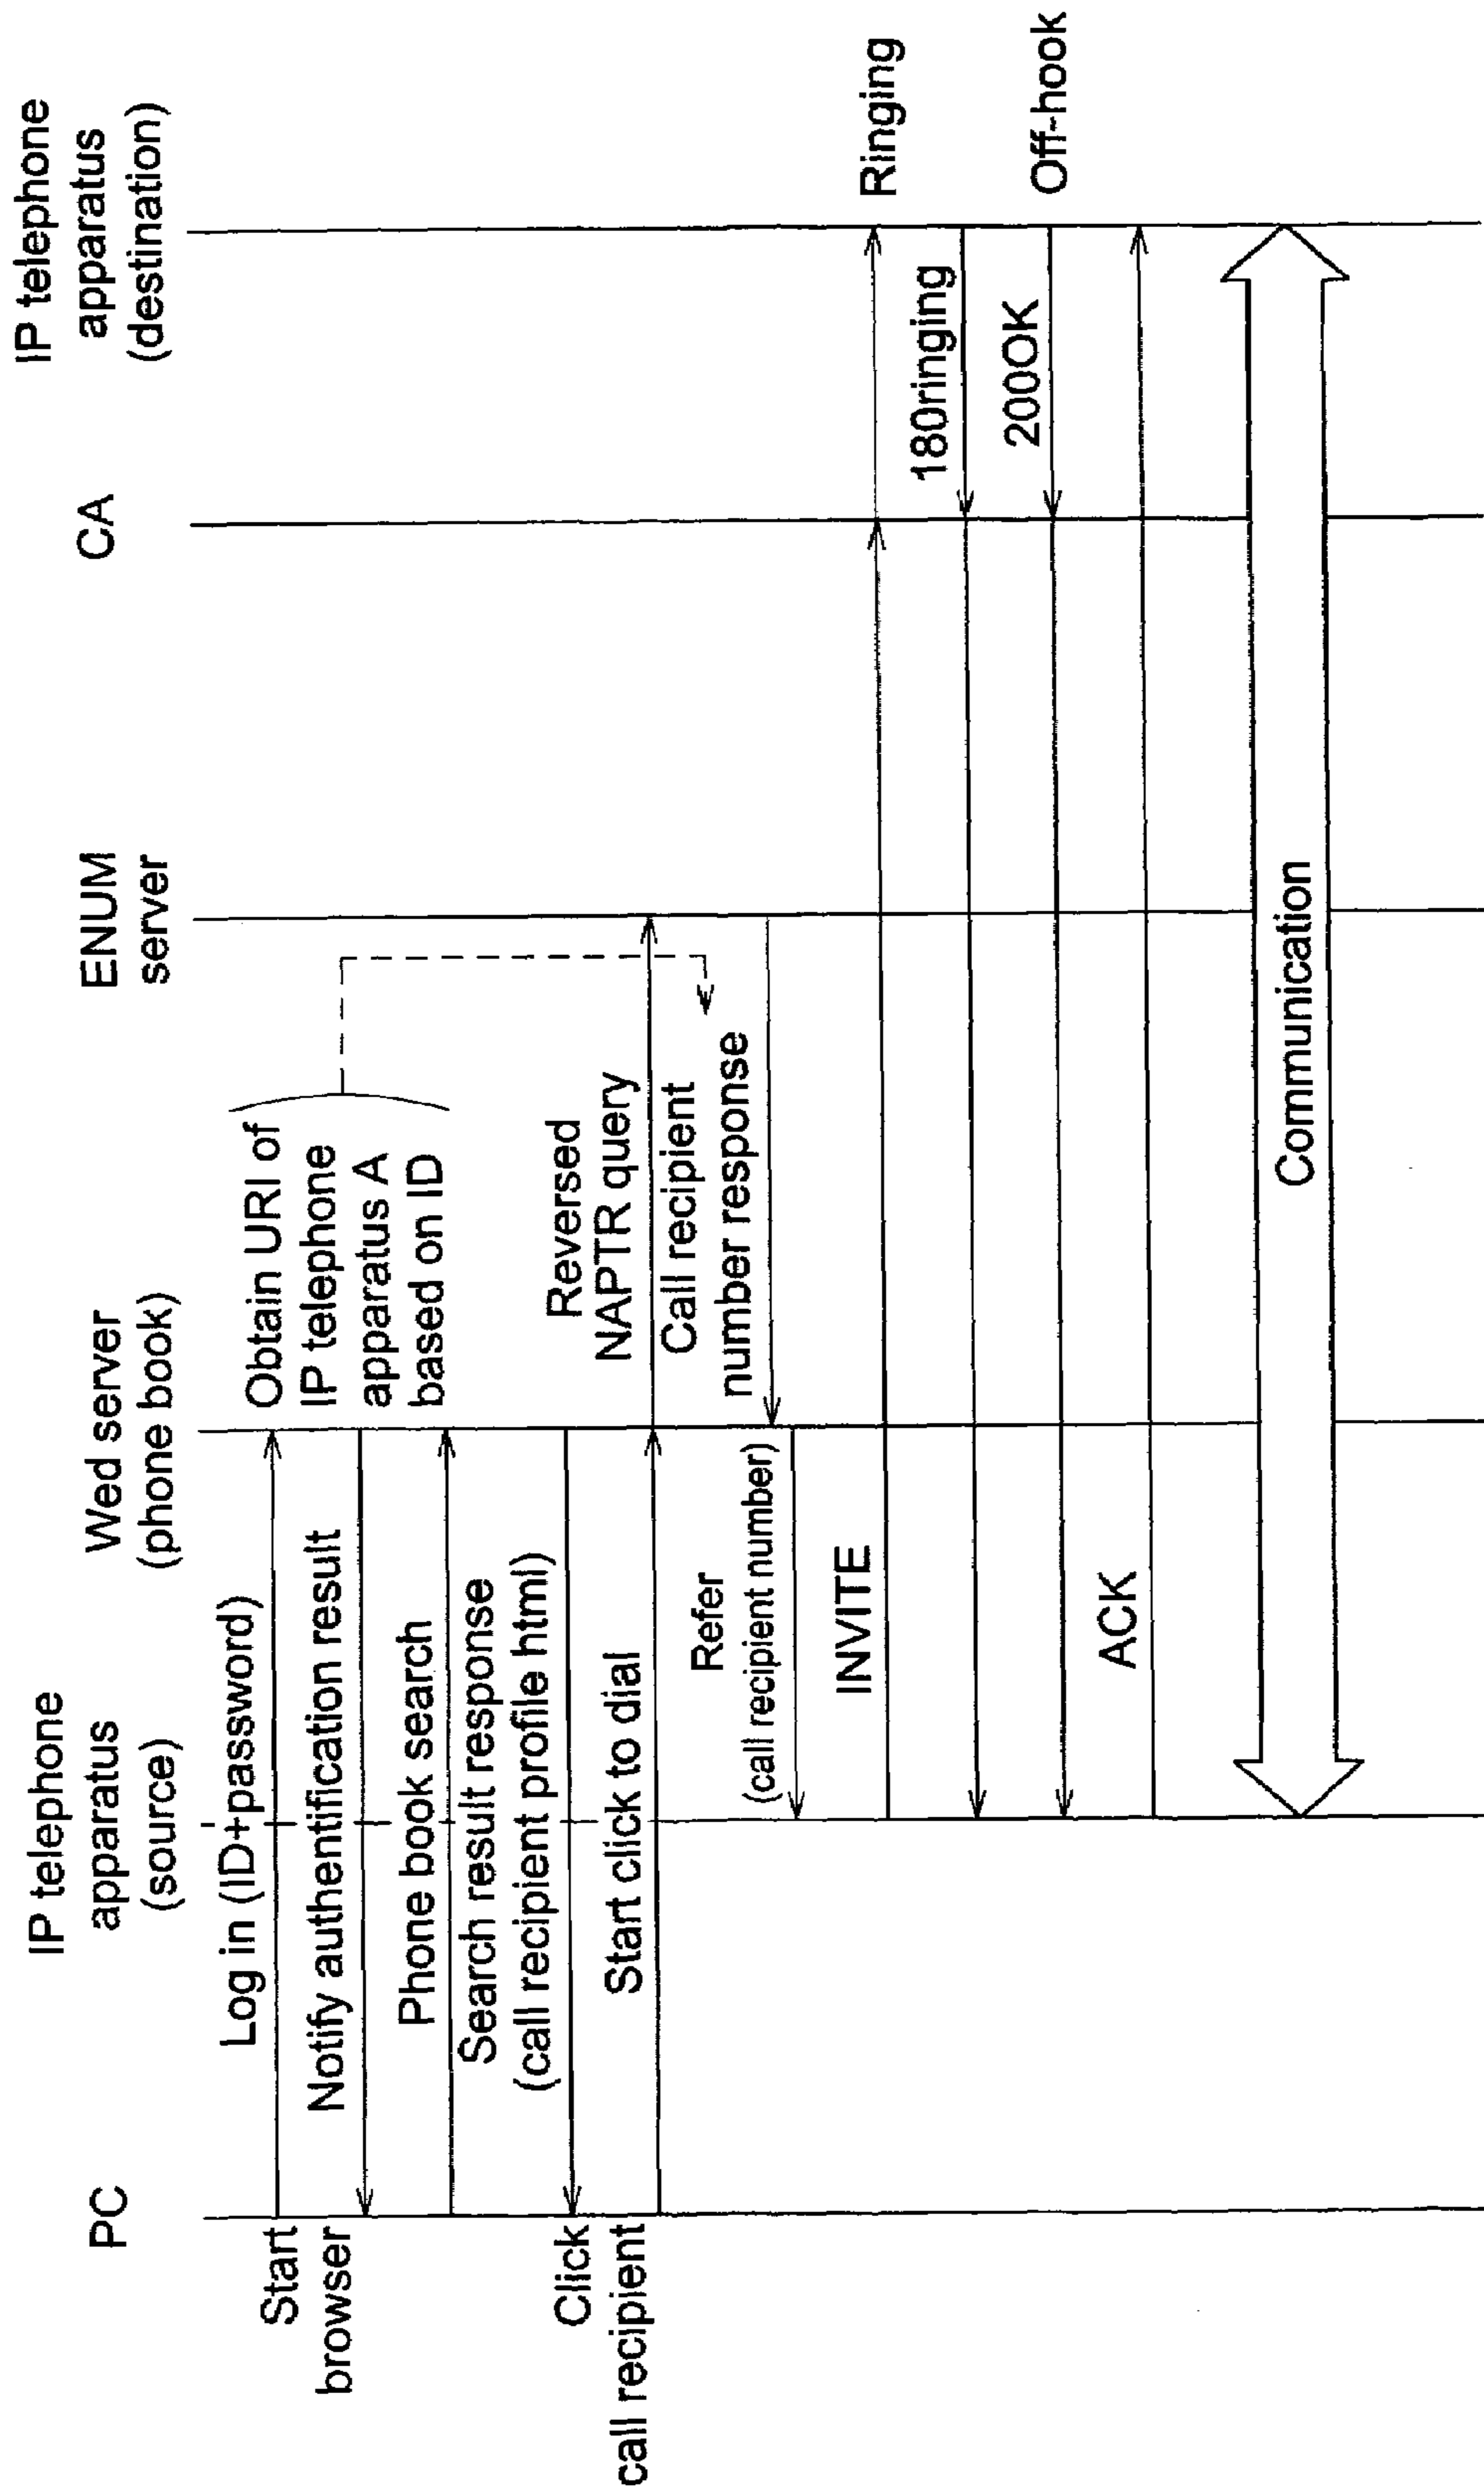 PC
IP telephone
apparatus
(source)
Wed server
(phone book)
ENUM
server
CA
IP telephone
apparatus
(destination)
Start
browser
Log in (ID+password)
Notify authentification result
Obtain URI of
IP telephone
apparatus A
based on ID
Phone book search
Search result response
(call recipient profile html)
Click
call recipient
Start click to dial
Reversed
NAPTR query
Call recipient
number response
Refer
(call recipient number)
INVITE
Ringing
180ringing
200OK
Off-hook
ACK
Communication